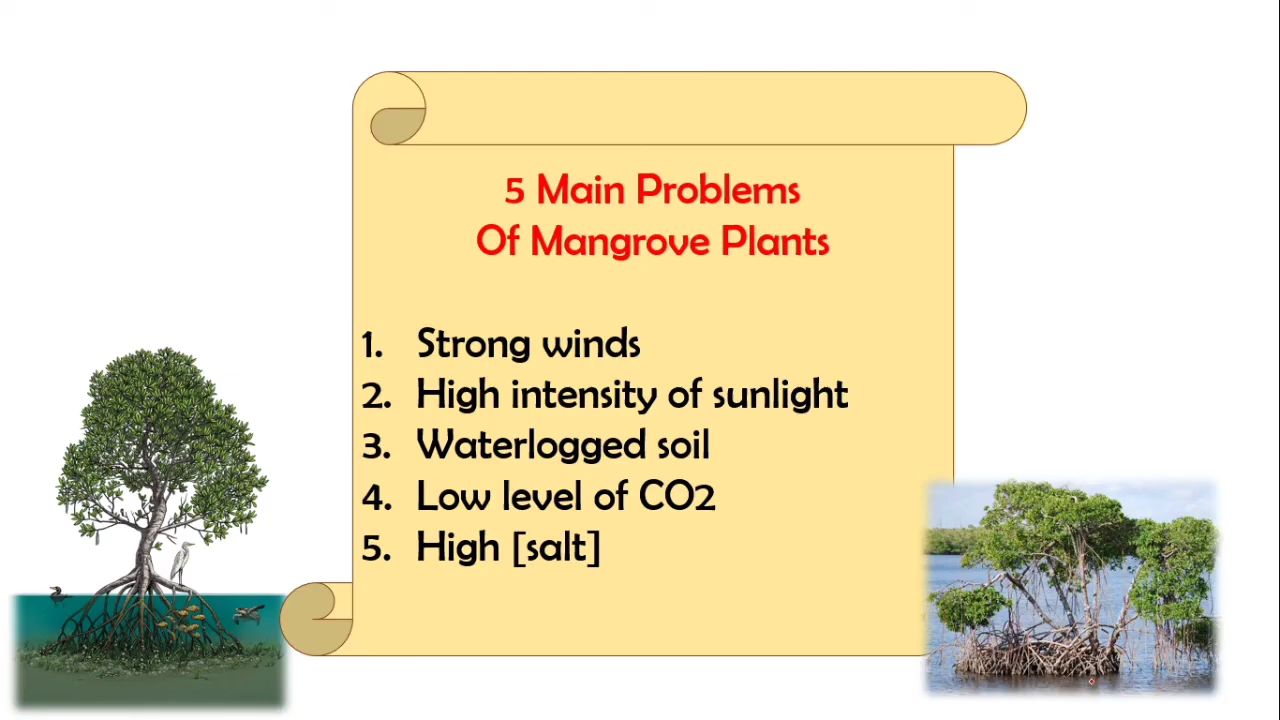 5 Main Problems
Of Mangrove Plants
1. Strong winds
2. High intensity of sunlight
3. Waterlogged soil
4. Low level of CO2
5. High [salt]